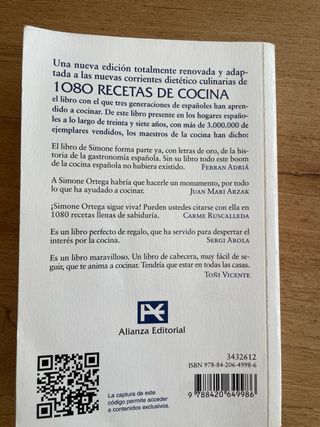 Una nueva edición totalmente renovada y adap-
tada a las nuevas corrientes dietético culinarias de
1080 RECETAS DE COCINA
el libro con el que tres generaciones de españoles han apren-
dido a cocinar. De este libro presente en los hogares españo-
les a lo largo de treinta y siete años, con más de 3.000.000 de
ejemplares vendidos, los maestros de la cocina han dicho:
El libro de Simone forma parte ya, con letras de oro, de la his-
toria de la gastronomía española. Sin su libro todo este boom
de la cocina española no hubiera existido. FERRAN ADRIÁ
A Simone Ortega habría que hacerle un monumento, por todo
lo que ha ayudado a cocinar. JUAN MARI ARZAK
¡Simone Ortega sigue viva! Pueden ustedes citarse con ella en
1080 recetas llenas de sabiduría. CARME RUSCALLEDA
Es un libro perfecto de regalo, que ha servido para despertar el
interés por la cocina. SERGI AROLA
Es un libro maravilloso. Un libro de cabecera, muy fácil de se-
guir, que te anima a cocinar. Tendría que estar en todas las casas.
TOÑI VICENTE
Alianza Editorial
3432612
ISBN 978-84-206-4998-6
9 788420 649986
La captura de este
código permite acceder
a contenidos exclusivos.